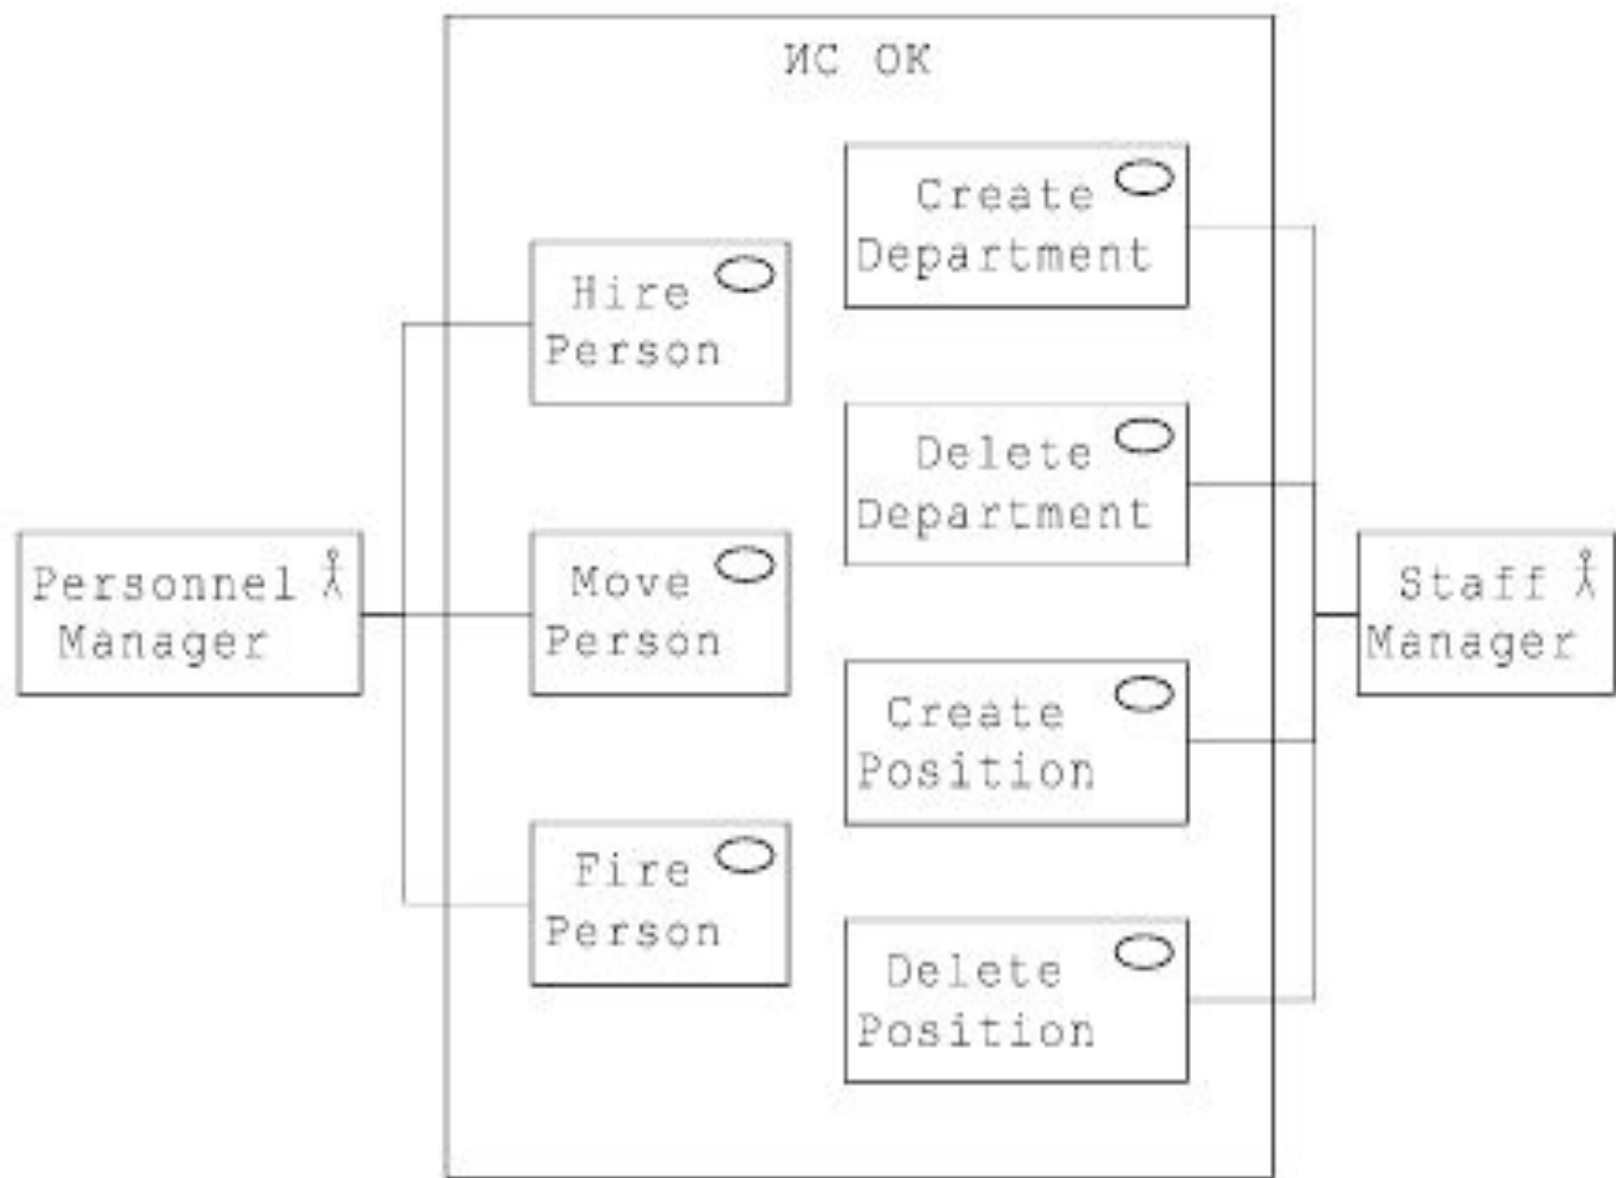 ИС ОК
Create
Department
Hire
Person
Delete
Department
Personnel
Manager
Move
Person
Staff
Manager
Create
Position
Fire
Person
Delete
Position